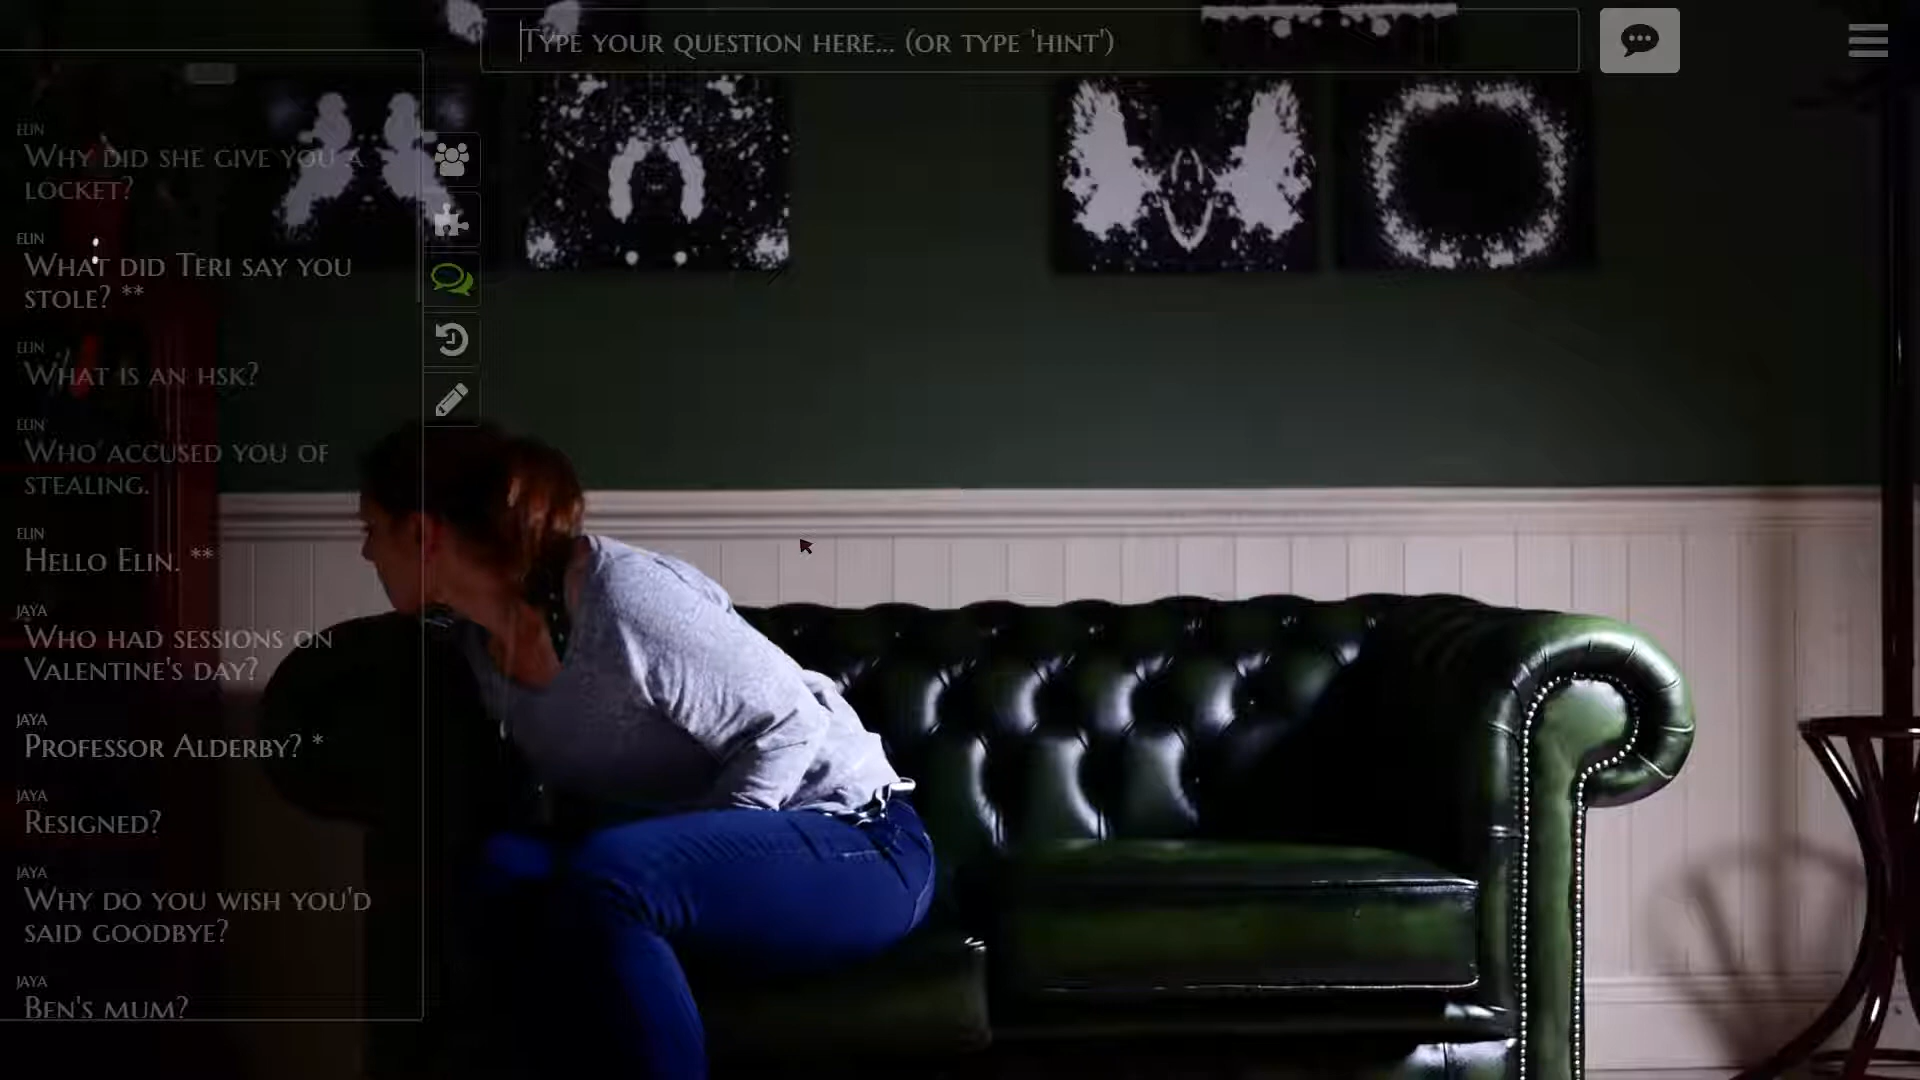 Type your question here... (or type 'hint')
Elin
Why did she give you a
locket?
Elin
What did Teri say you
stole? **
Elin
What is an hsk?
Elin
Who accused you of
stealing.
Elin
Hello Elin. **
Jaya
Who had sessions on
Valentine's day?
Jaya
Professor Alderby? *
Jaya
Resigned?
Jaya
Why do you wish you'd
said goodbye?
Jaya
Ben's mum?